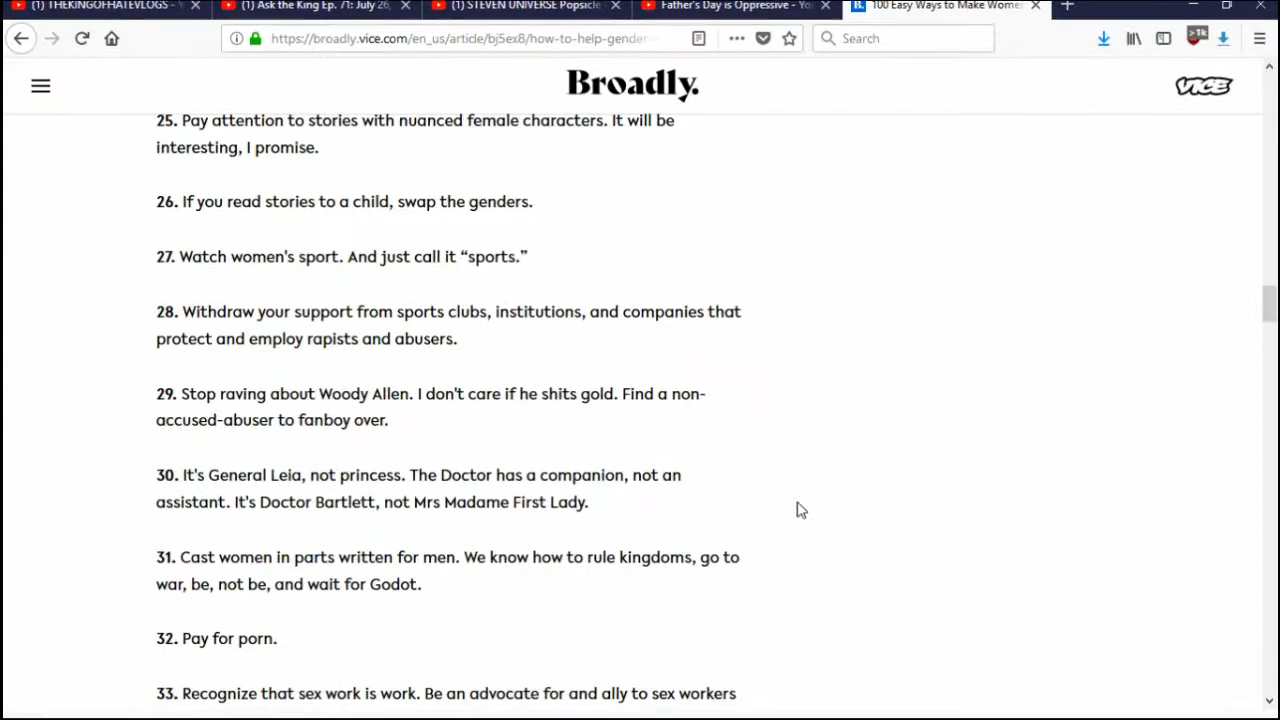 (1) THEKINGOFHATEVLOGS -
(1) Ask the King Ep. 71: July 26,
(1) STEVEN UNIVERSE Popsicle
Father's Day is Oppressive - Yo
B. 100 Easy Ways to Make Wome
https://broadly.vice.com/en_us/article/bj5ex8/how-to-help-gender-
Search
>1k
Broadly.
VICE
25. Pay attention to stories with nuanced female characters. It will be
interesting, I promise.
26. If you read stories to a child, swap the genders.
27. Watch women's sport. And just call it “sports.”
28. Withdraw your support from sports clubs, institutions, and companies that
protect and employ rapists and abusers.
29. Stop raving about Woody Allen. I don't care if he shits gold. Find a non-
accused-abuser to fanboy over.
30. It's General Leia, not princess. The Doctor has a companion, not an
assistant. It's Doctor Bartlett, not Mrs Madame First Lady.
31. Cast women in parts written for men. We know how to rule kingdoms, go to
war, be, not be, and wait for Godot.
32. Pay for porn.
33. Recognize that sex work is work. Be an advocate for and ally to sex workers